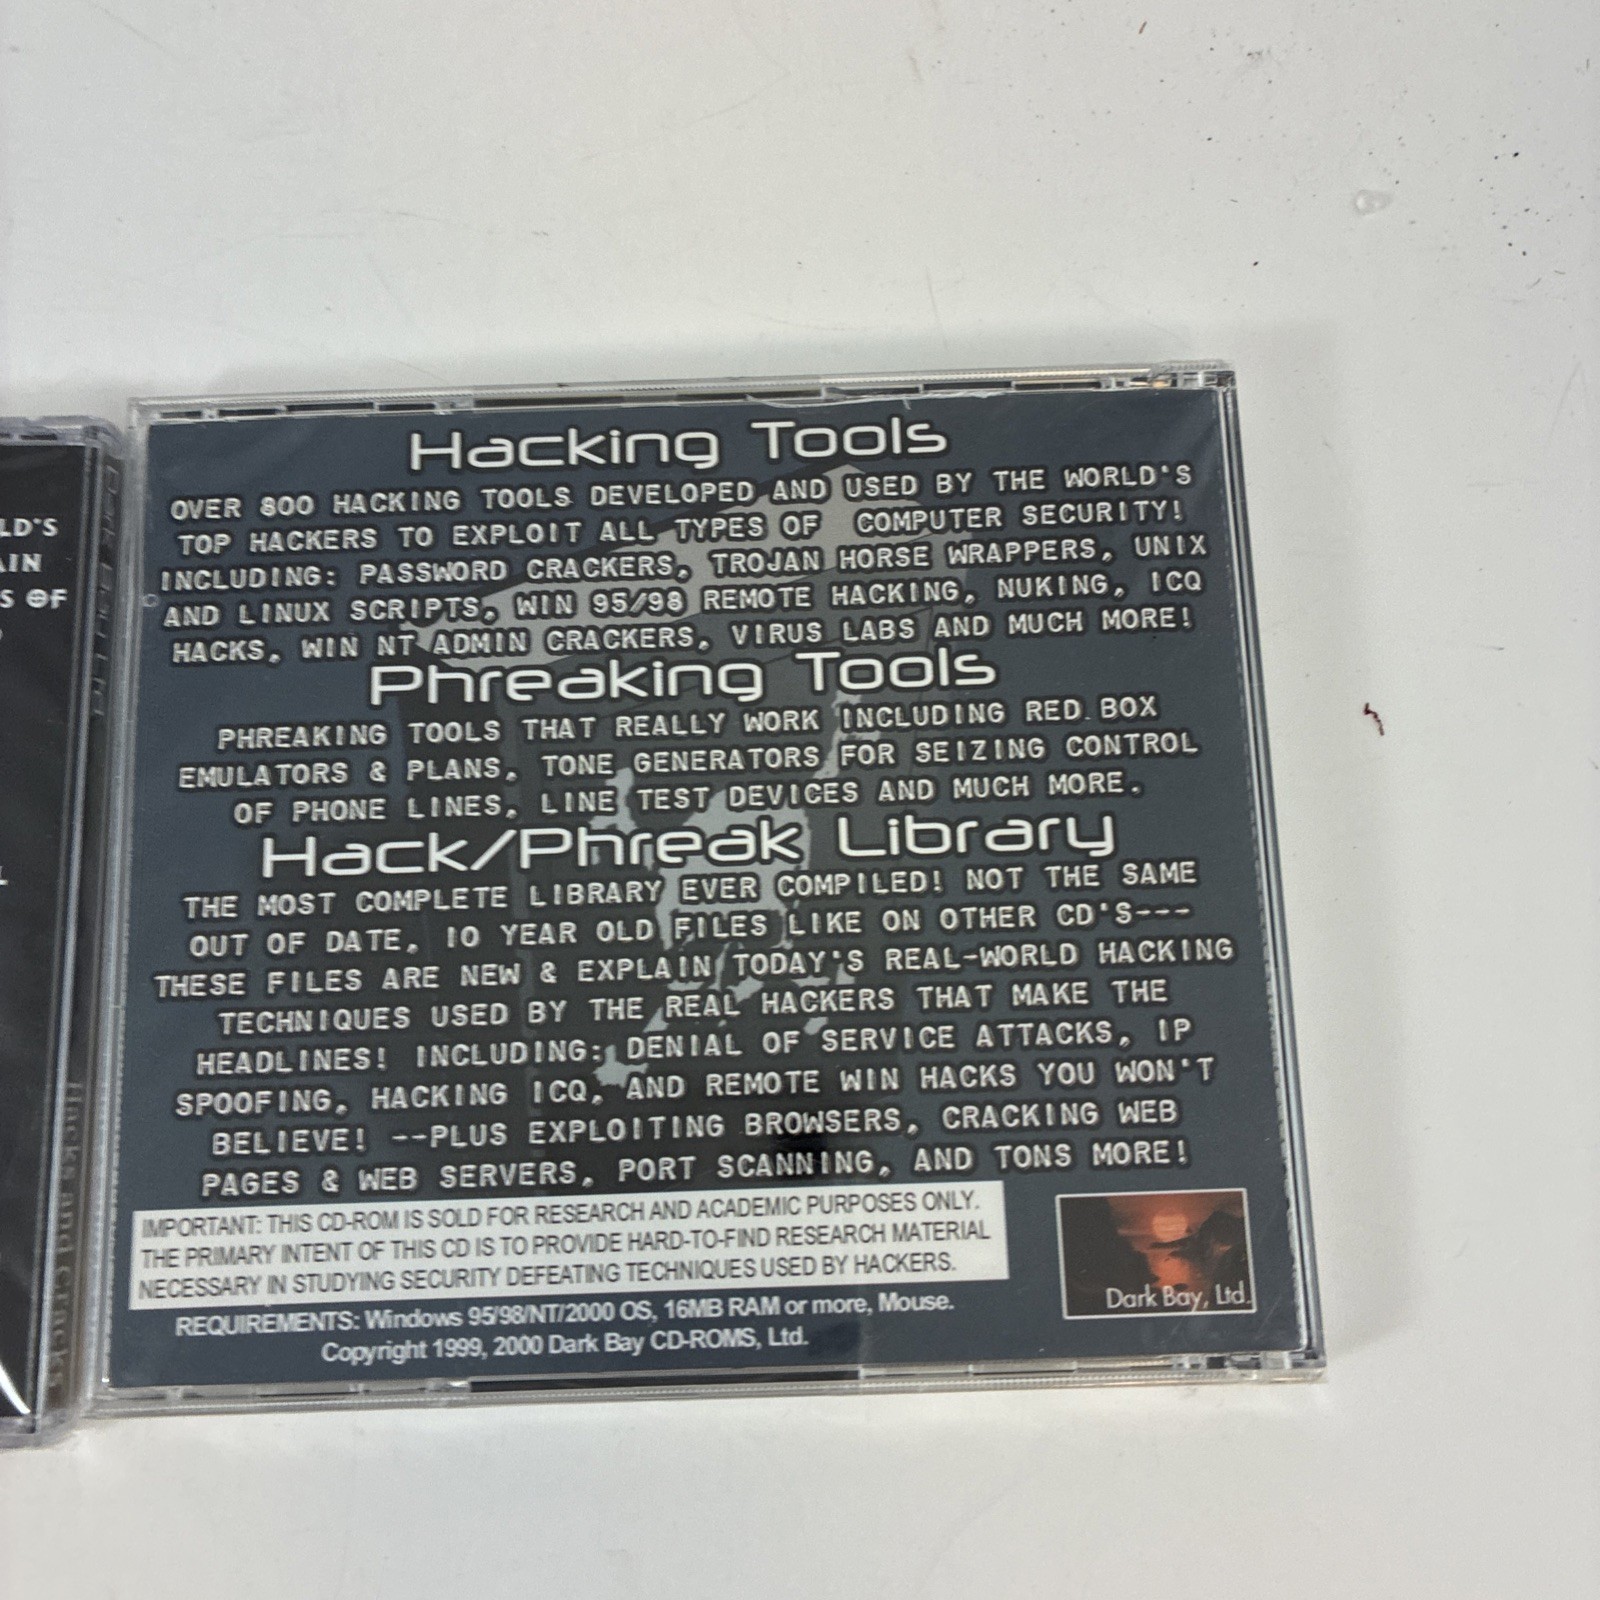 LD'S
AIN
S OF
L
Hacks and Cracks
Hacking Tools
OVER 800 HACKING TOOLS DEVELOPED AND USED BY THE WORLD'S
TOP HACKERS TO EXPLOIT ALL TYPES OF COMPUTER SECURITY!
INCLUDING: PASSWORD CRACKERS, TROJAN HORSE WRAPPERS, UNIX
AND LINUX SCRIPTS, WIN 95/98 REMOTE HACKING, NUKING, ICQ
HACKS, WIN NT ADMIN CRACKERS, VIRUS LABS AND MUCH MORE!
Phreaking Tools
PHREAKING TOOLS THAT REALLY WORK INCLUDING RED BOX
EMULATORS & PLANS, TONE GENERATORS FOR SEIZING CONTROL
OF PHONE LINES, LINE TEST DEVICES AND MUCH MORE.
Hack/Phreak Library
THE MOST COMPLETE LIBRARY EVER COMPILED! NOT THE SAME
OUT OF DATE, 10 YEAR OLD FILES LIKE ON OTHER CD'S---
THESE FILES ARE NEW & EXPLAIN TODAY'S REAL-WORLD HACKING
TECHNIQUES USED BY THE REAL HACKERS THAT MAKE THE
HEADLINES! INCLUDING: DENIAL OF SERVICE ATTACKS, IP
SPOOFING, HACKING ICQ, AND REMOTE WIN HACKS YOU WON'T
BELIEVE! --PLUS EXPLOITING BROWSERS, CRACKING WEB
PAGES & WEB SERVERS, PORT SCANNING, AND TONS MORE!
IMPORTANT: THIS CD-ROM IS SOLD FOR RESEARCH AND ACADEMIC PURPOSES ONLY.
THE PRIMARY INTENT OF THIS CD IS TO PROVIDE HARD-TO-FIND RESEARCH MATERIAL
NECESSARY IN STUDYING SECURITY DEFEATING TECHNIQUES USED BY HACKERS.
REQUIREMENTS: Windows 95/98/NT/2000 OS, 16MB RAM or more, Mouse.
Copyright 1999, 2000 Dark Bay CD-ROMS, Ltd.
Dark Bay, Ltd.